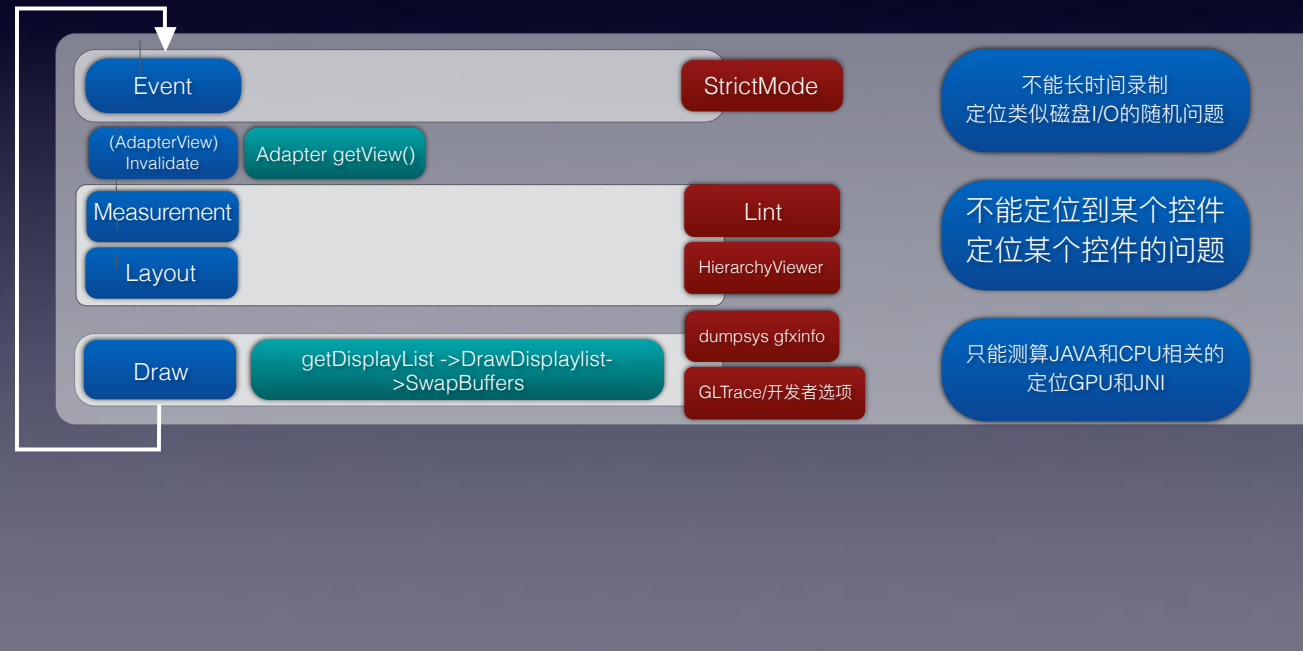 Event
StrictMode
不能长时间录制
定位类似磁盘I/O的随机问题
(AdapterView)
Invalidate
Adapter getView()
Measurement
Lint
不能定位到某个控件
定位某个控件的问题
Layout
HierarchyViewer
dumpsys gfxinfo
Draw
getDisplayList ->DrawDisplaylist-
>SwapBuffers
GLTrace/开发者选项
只能测算JAVA和CPU相关的
定位GPU和JNI